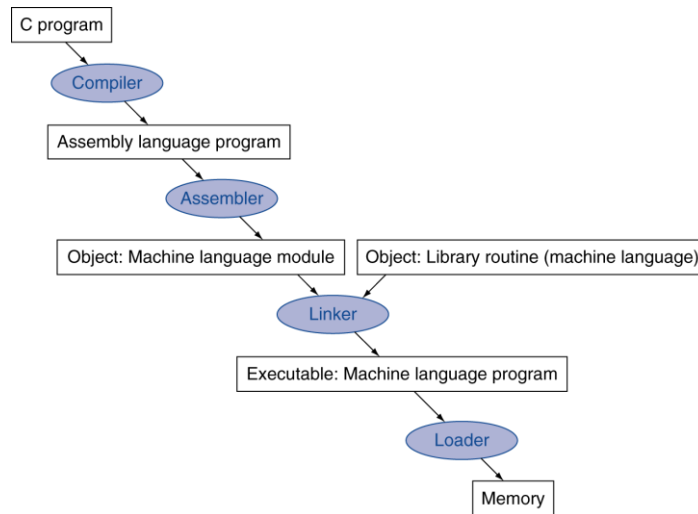 C program
Compiler
Assembly language program
Assembler
Object: Machine language module
Object: Library routine (machine language)
Linker
Executable: Machine language program
Loader
Memory